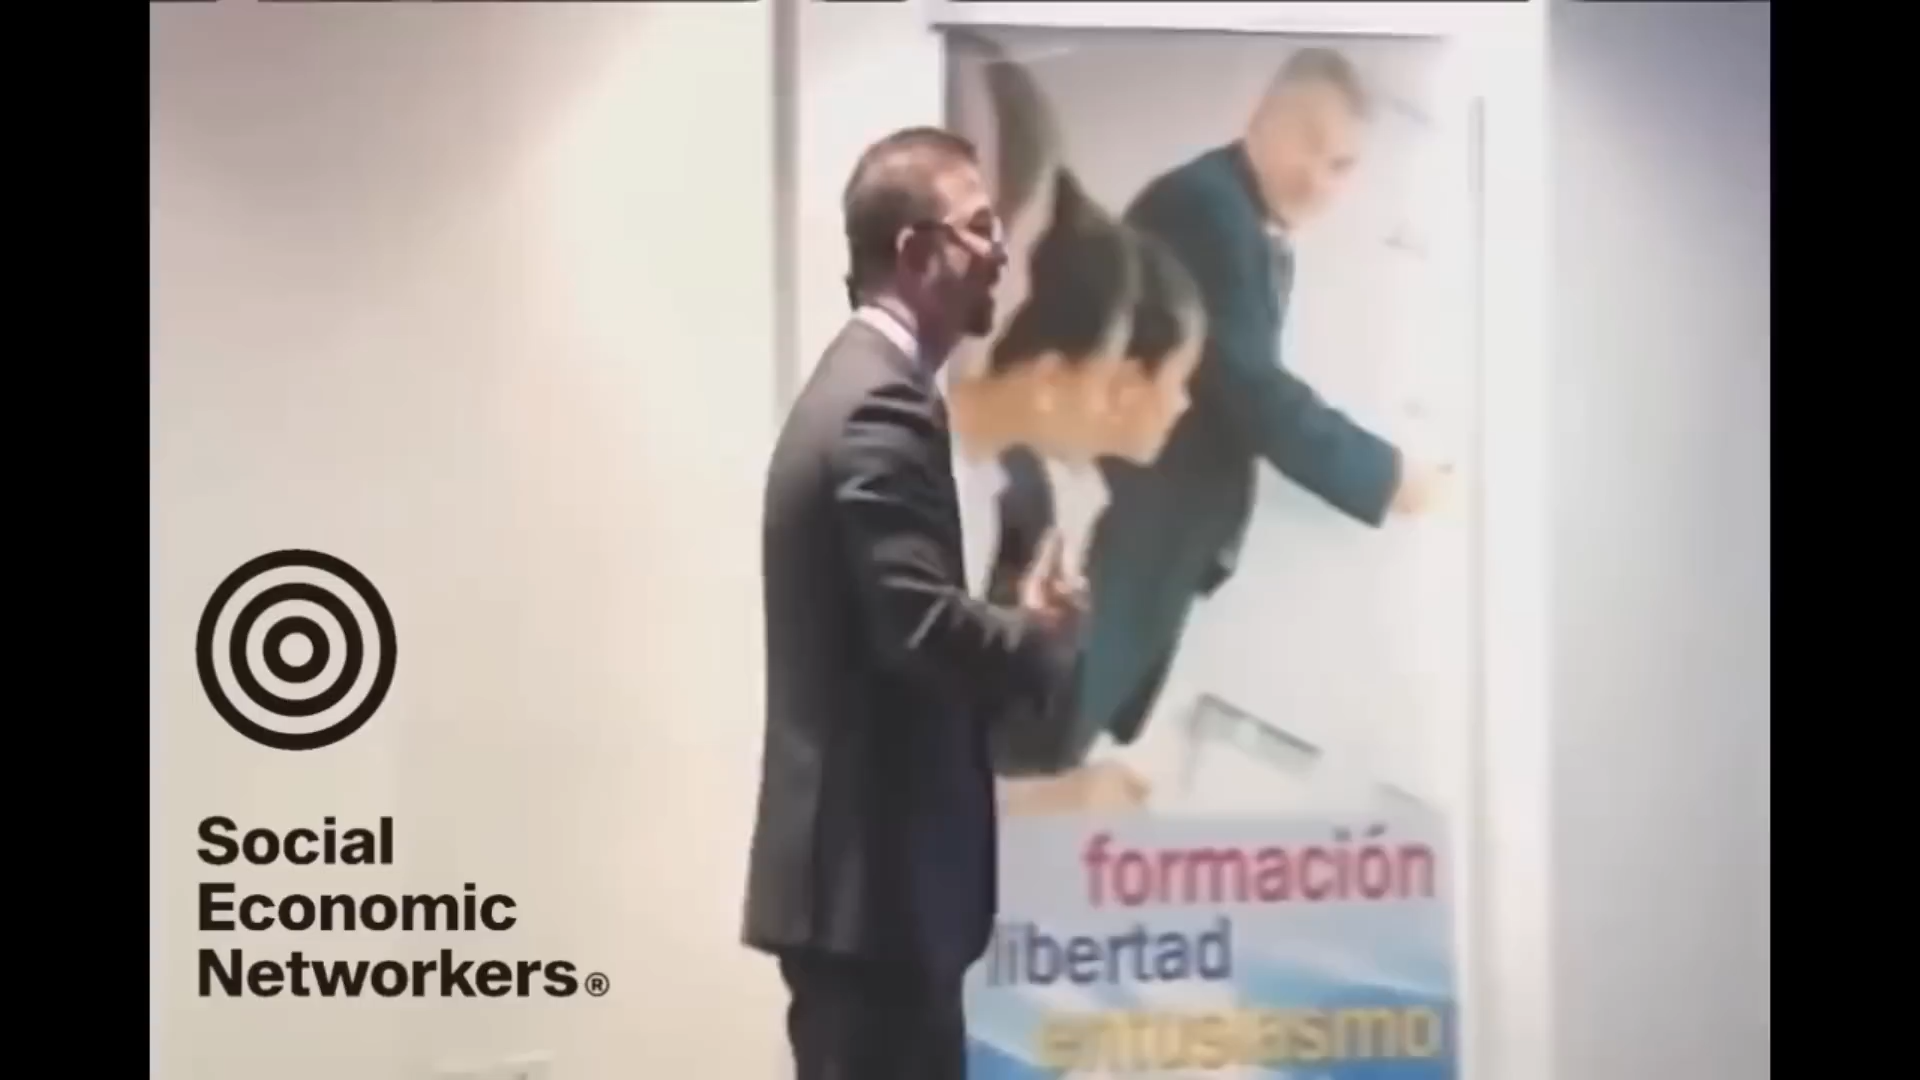 Social
Economic
Networkers®
formación
libertad
entusiasmo